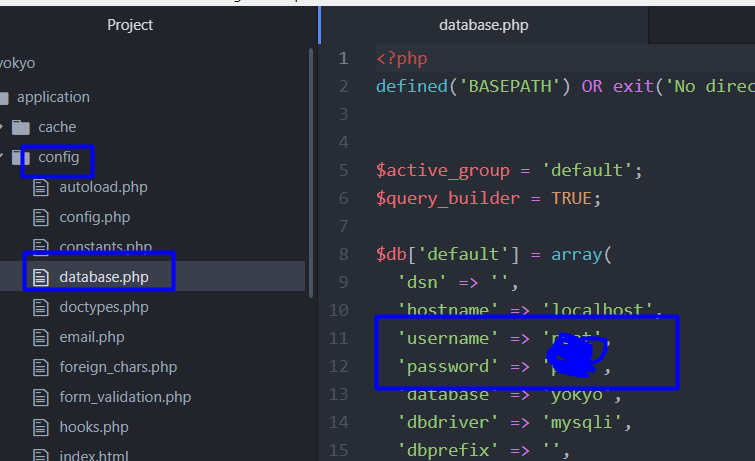 Project
yokyo
application
cache
config
autoload.php
config.php
constants.php
database.php
doctypes.php
email.php
foreign_chars.php
form_validation.php
hooks.php
index.html
database.php
1 <?php
2 defined('BASEPATH') OR exit('No direc
3
4
5 $active_group = 'default';
6 $query_builder = TRUE;
7
8 $db['default'] = array(
9 'dsn' => '',
10 'hostname' => 'localhost',
11 'username' => '
12 'password' => '
13 'database' => 'yokyo',
14 'dbdriver' => 'mysqli',
15 'dbprefix' => '',